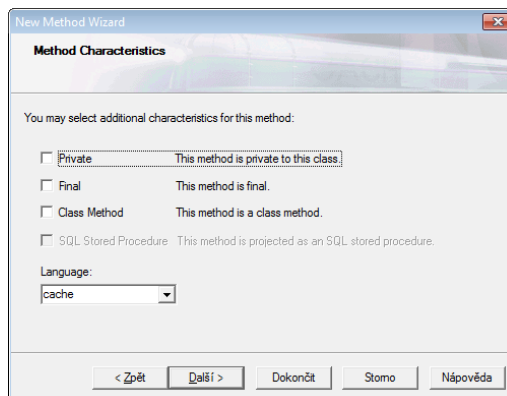 New Method Wizard
Method Characteristics
You may select additional characteristics for this method:
Private This method is private to this class.
Final This method is final.
Class Method This method is a class method.
SQL Stored Procedure This method is projected as an SQL stored procedure.
Language:
cache
< Zpět Další > Dokončit Storno Nápověda